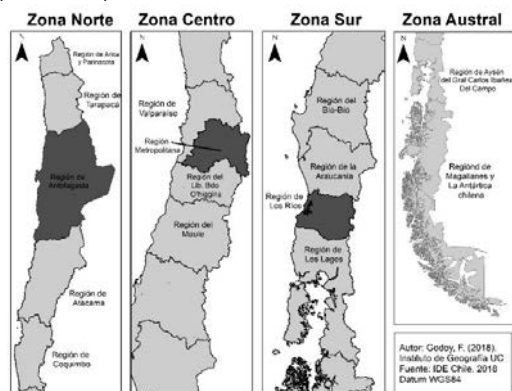 Zona Norte
Región de Arica
y Parinacota
Región de
Tarapacá
Región de
Antofagasta
Región de
Atacama
Región de
Coquimbo
Zona Centro
Región de
Valparaíso
Región
Metropolitana
Región del
Lib. Bdo
O'higgins
Región del
Maule
Zona Sur
Región del
Bío-Bío
Región de la
Araucanía
Región de
Los Ríos
Región de
Los Lagos
Zona Austral
Región de Aysén
del Gral Carlos Ibañez
Del Campo
Regiónd de
Magallanes y
La Antártica
chilena
Autor: Godoy, F. (2018).
Instituto de Geografía UC
Fuente: IDE Chile. 2018
Datum WGS84